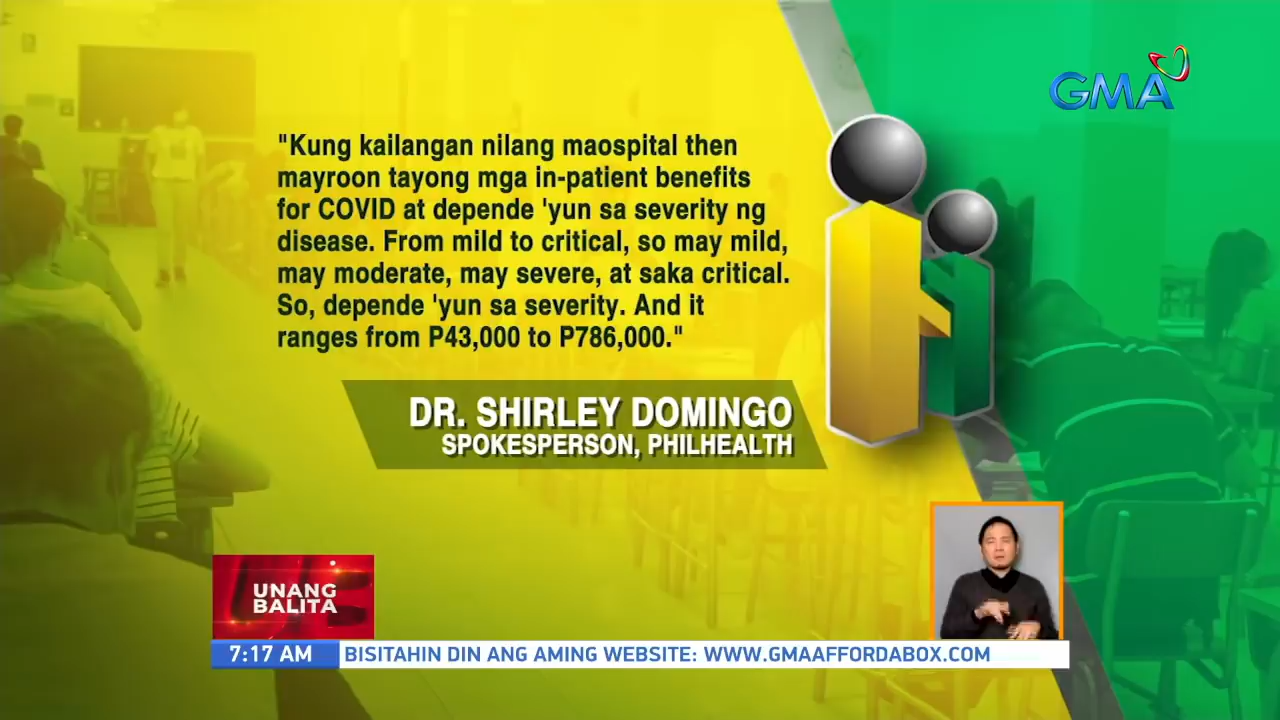 GMA
"Kung kailangan nilang maospital then
mayroon tayong mga in-patient benefits
for COVID at depende 'yun sa severity ng
disease. From mild to critical, so may mild,
may moderate, may severe, at saka critical.
So, depende 'yun sa severity. And it
ranges from P43,000 to P786,000."
DR. SHIRLEY DOMINGO
SPOKESPERSON, PHILHEALTH
UNANG
BALITA
7:17 AM
BISITAHIN DIN ANG AMING WEBSITE: WWW.GMAAFFORDABOX.COM